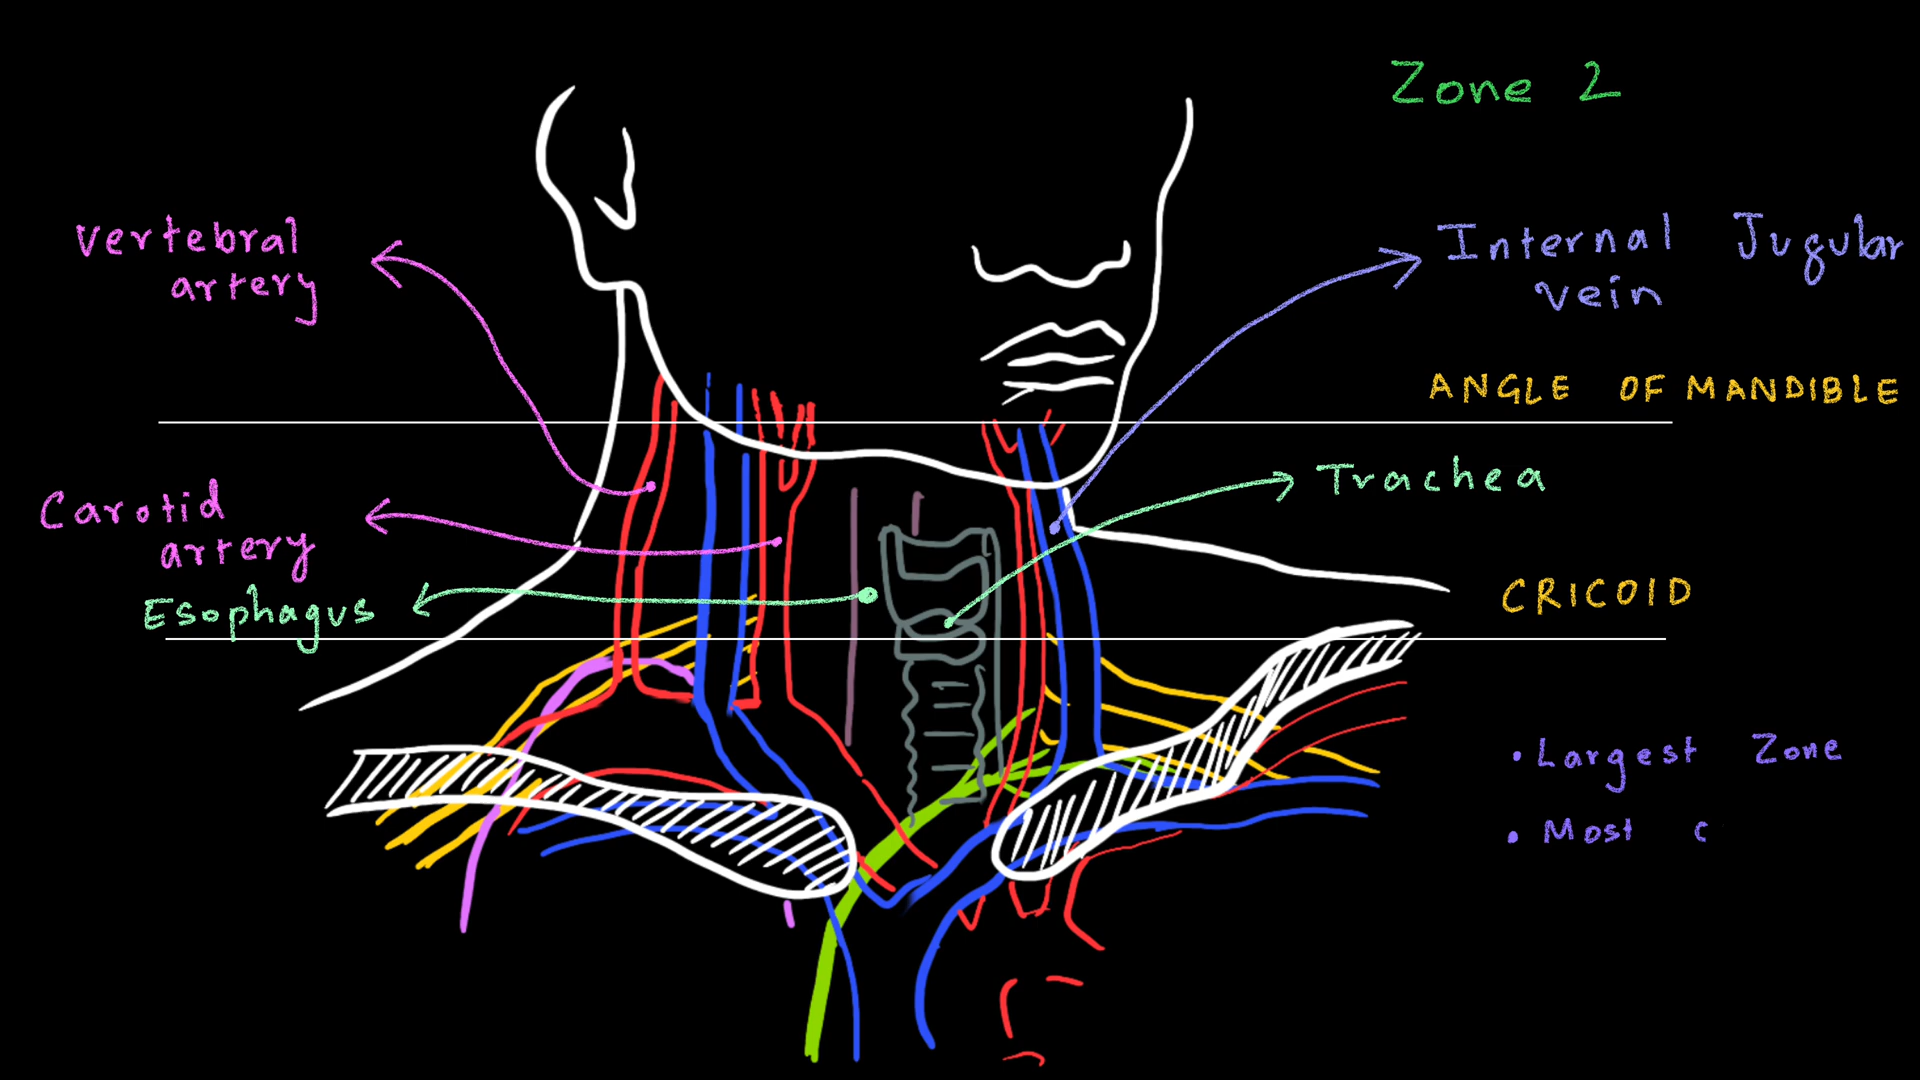 Zone 2
Vertebral
artery
Internal Jugular
vein
ANGLE OF MANDIBLE
Trachea
Carotid
artery
Esophagus
CRICOID
• Largest Zone
• Most c